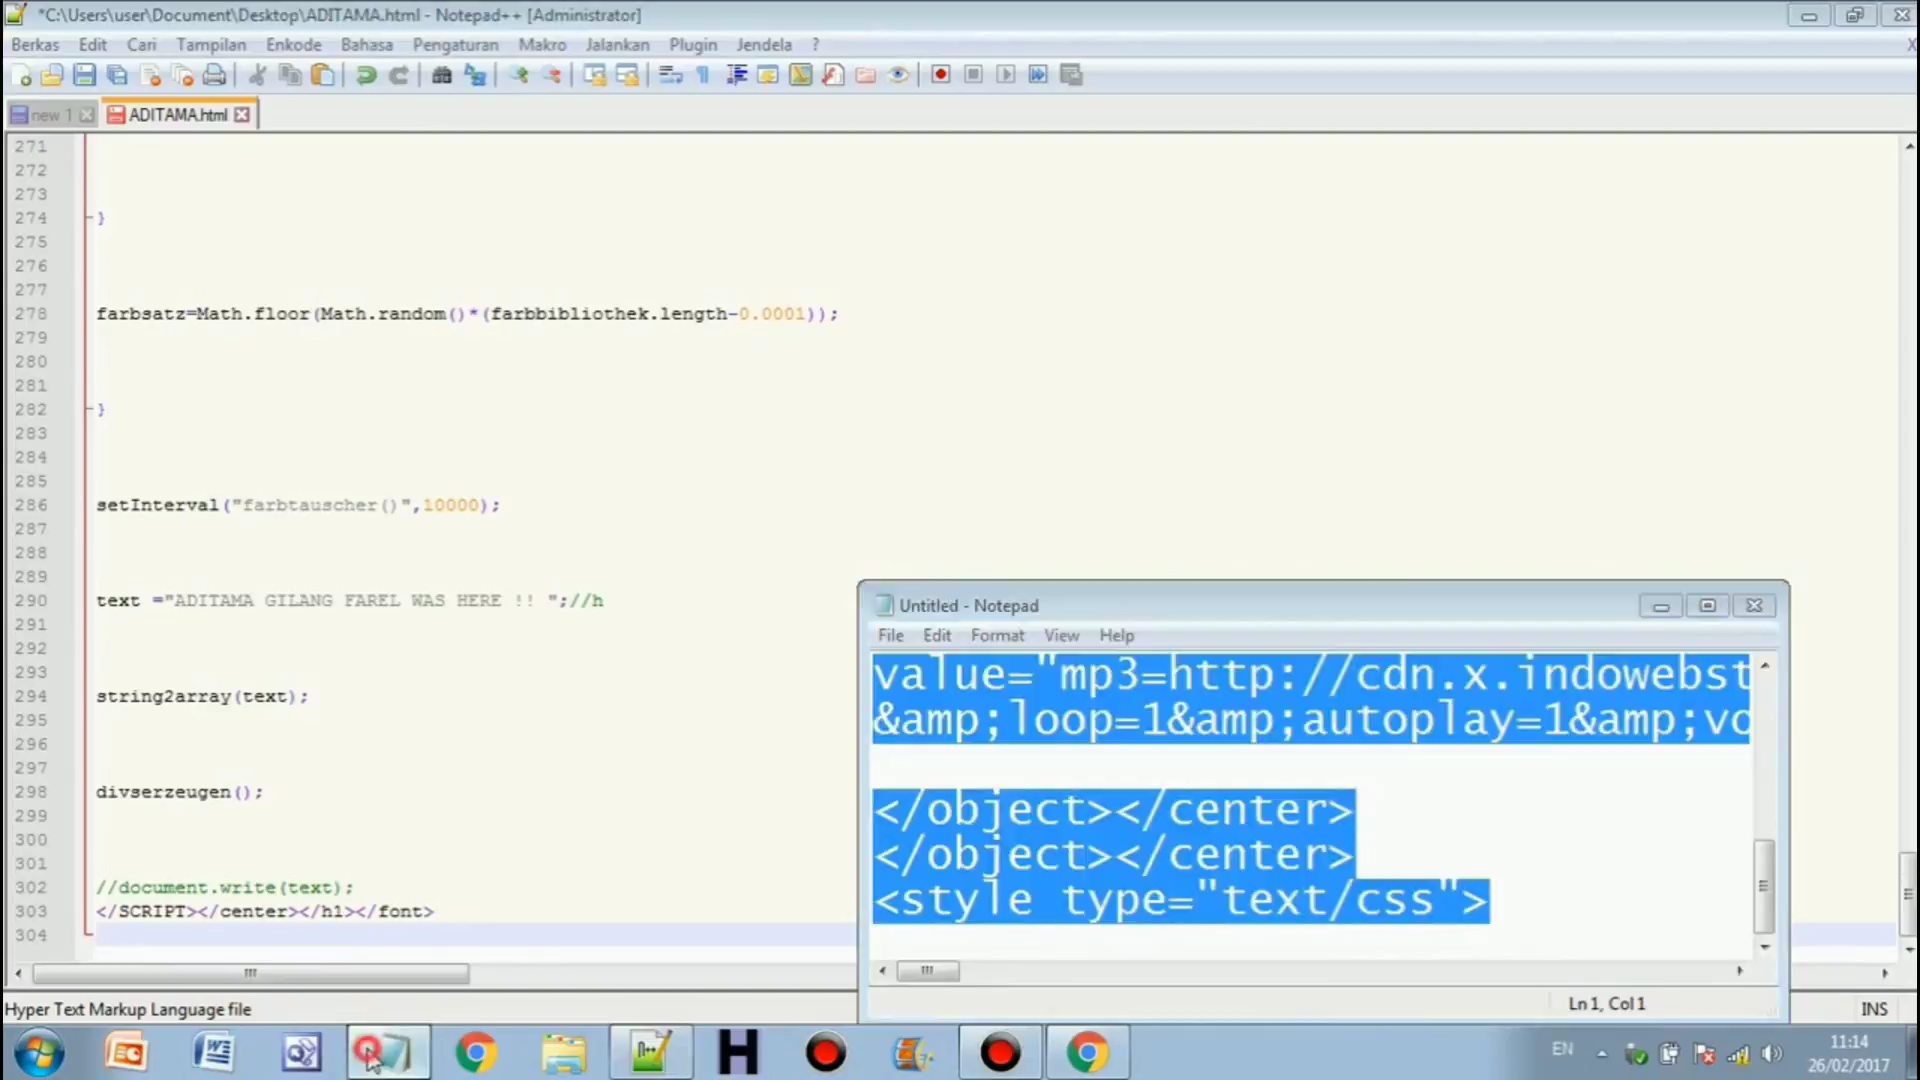 *C:\Users\user\Document\Desktop\ADITAMA.html - Notepad++ [Administrator]
Berkas Edit Cari Tampilan Enkode Bahasa Pengaturan Makro Jalankan Plugin Jendela ?
new 1 ADITAMA.html
271
272
273
274 }
275
276
277
278 farbsatz=Math.floor(Math.random()*(farbbibliothek.length-0.0001));
279
280
281
282 }
283
284
285
286 setInterval("farbtauscher()",10000);
287
288
289
290 text ="ADITAMA GILANG FAREL WAS HERE !! ";//h
291
292
293
294 string2array(text);
295
296
297
298 divserzeugen();
299
300
301
302 //document.write(text);
303 </SCRIPT></center></h1></font>
304
Untitled - Notepad
File Edit Format View Help
value="mp3=http://cdn.x.indowebst
&amp;loop=1&amp;autoplay=1&amp;vo
</object></center>
</object></center>
<style type="text/css">
Ln 1, Col 1
Hyper Text Markup Language file
INS
EN
11:14
26/02/2017